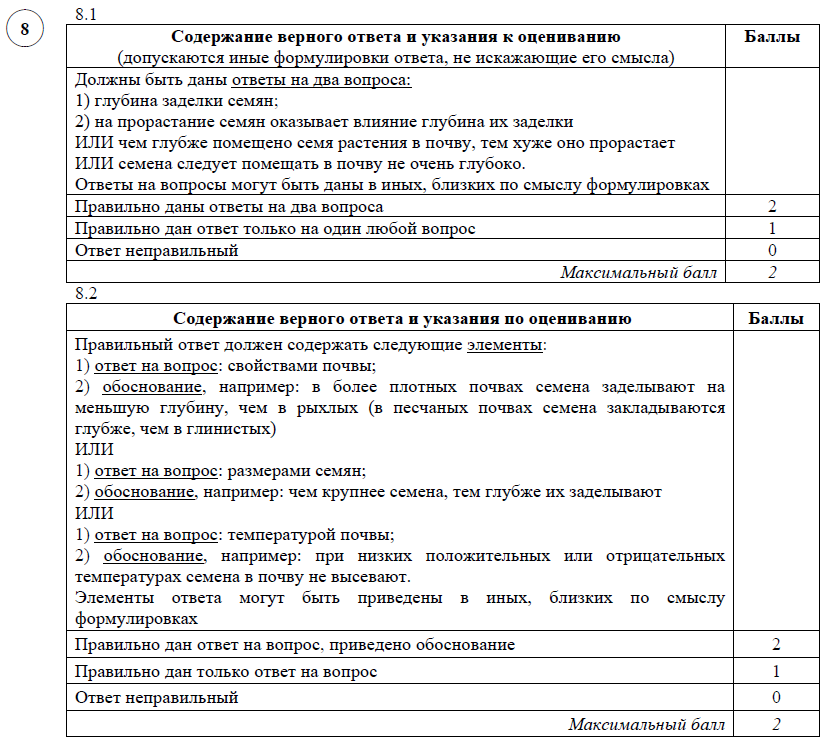 8
8.1
Содержание верного ответа и указания к оцениванию
(допускаются иные формулировки ответа, не искажающие его смысла)
Баллы
Должны быть даны ответы на два вопроса:
1) глубина заделки семян;
2) на прорастание семян оказывает влияние глубина их заделки
ИЛИ чем глубже помещено семя растения в почву, тем хуже оно прорастает
ИЛИ семена следует помещать в почву не очень глубоко.
Ответы на вопросы могут быть даны в иных, близких по смыслу формулировках
Правильно даны ответы на два вопроса 2
Правильно дан ответ только на один любой вопрос 1
Ответ неправильный 0
Максимальный балл 2
8.2
Содержание верного ответа и указания по оцениванию Баллы
Правильный ответ должен содержать следующие элементы:
1) ответ на вопрос: свойствами почвы;
2) обоснование, например: в более плотных почвах семена заделывают на
меньшую глубину, чем в рыхлых (в песчаных почвах семена закладываются
глубже, чем в глинистых)
ИЛИ
1) ответ на вопрос: размерами семян;
2) обоснование, например: чем крупнее семена, тем глубже их заделывают
ИЛИ
1) ответ на вопрос: температурой почвы;
2) обоснование, например: при низких положительных или отрицательных
температурах семена в почву не высевают.
Элементы ответа могут быть приведены в иных, близких по смыслу
формулировках
Правильно дан ответ на вопрос, приведено обоснование 2
Правильно дан только ответ на вопрос 1
Ответ неправильный 0
Максимальный балл 2